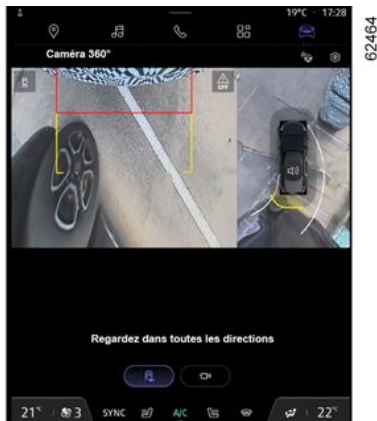 19°C · 17:28
Caméra 360°
OFF
Regardez dans toutes les directions
21°C 3 SYNC A/C 22°C
62464